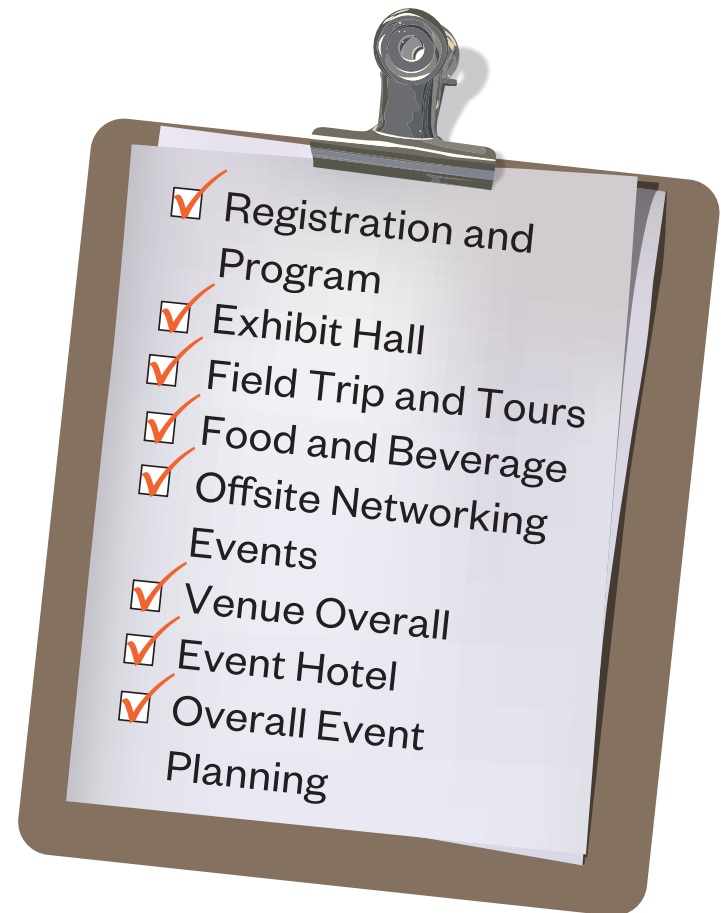 Registration and
Program
Exhibit Hall
Field Trip and Tours
Food and Beverage
Offsite Networking
Events
Venue Overall
Event Hotel
Overall Event
Planning